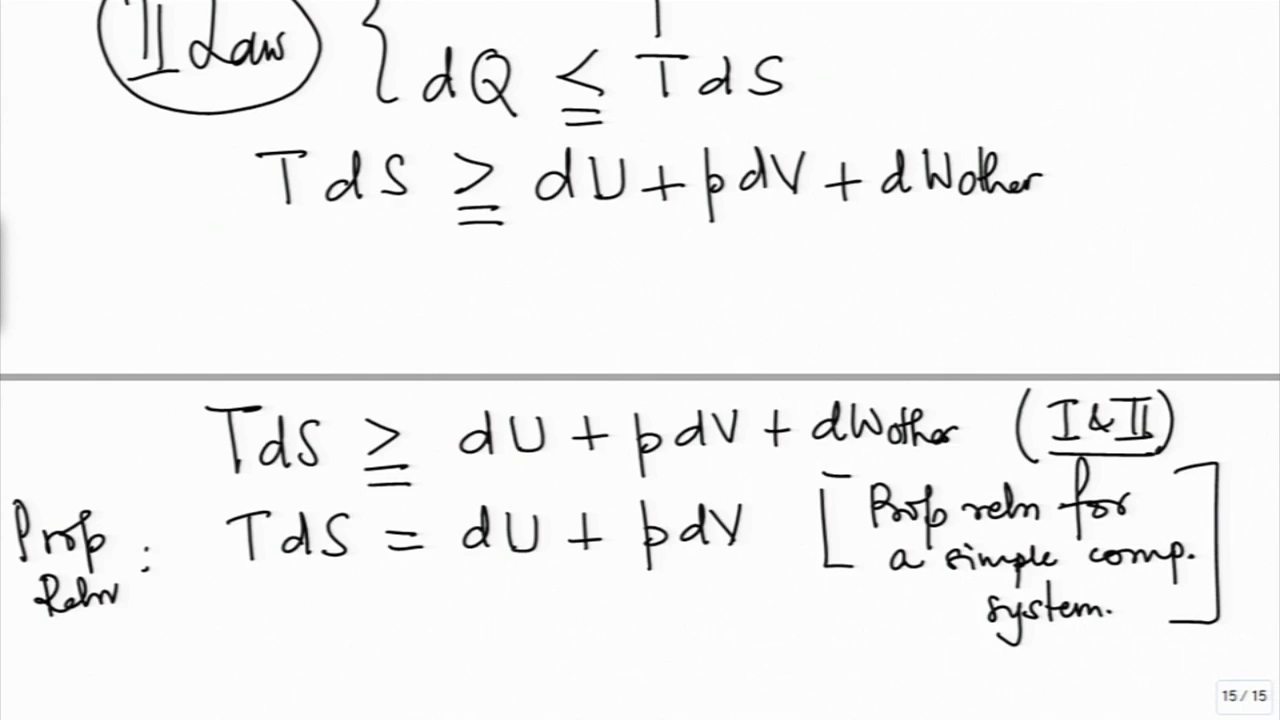 II Law { dQ ≤ TdS
TdS ≥ dU + pdV + dWother
TdS ≥ dU + pdV + dWother (I & II)
Prop Reln : TdS = dU + pdV [Prop reln for
a simple comp.
system.]
15 / 15